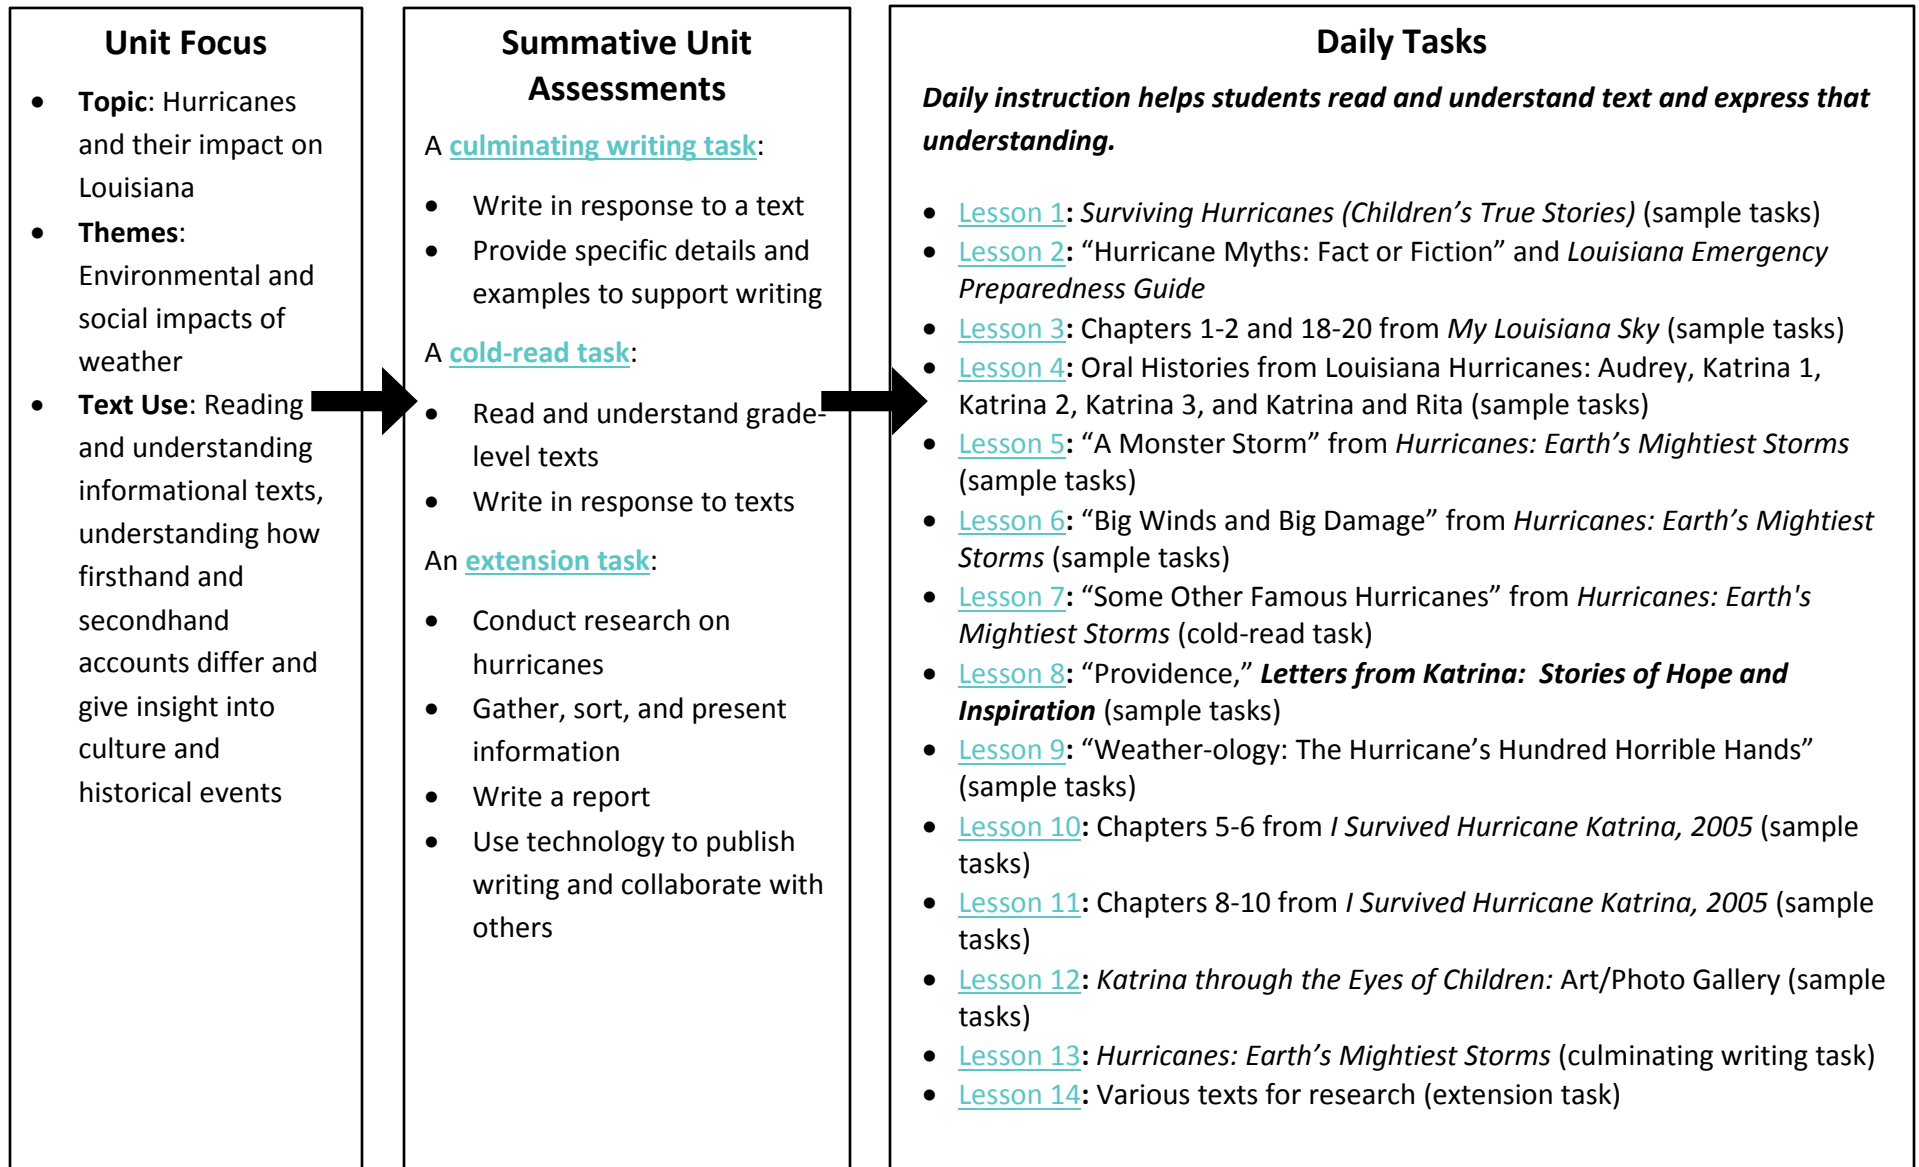 Unit Focus
• Topic: Hurricanes
and their impact on
Louisiana
• Themes:
Environmental and
social impacts of
weather
• Text Use: Reading
and understanding
informational texts,
understanding how
firsthand and
secondhand
accounts differ and
give insight into
culture and
historical events
Summative Unit
Assessments
A culminating writing task:
• Write in response to a text
• Provide specific details and
examples to support writing
A cold-read task:
• Read and understand grade-
level texts
• Write in response to texts
An extension task:
• Conduct research on
hurricanes
• Gather, sort, and present
information
• Write a report
• Use technology to publish
writing and collaborate with
others
Daily Tasks
Daily instruction helps students read and understand text and express that
understanding.
• Lesson 1: Surviving Hurricanes (Children’s True Stories) (sample tasks)
• Lesson 2: “Hurricane Myths: Fact or Fiction” and Louisiana Emergency
Preparedness Guide
• Lesson 3: Chapters 1-2 and 18-20 from My Louisiana Sky (sample tasks)
• Lesson 4: Oral Histories from Louisiana Hurricanes: Audrey, Katrina 1,
Katrina 2, Katrina 3, and Katrina and Rita (sample tasks)
• Lesson 5: “A Monster Storm” from Hurricanes: Earth’s Mightiest Storms
(sample tasks)
• Lesson 6: “Big Winds and Big Damage” from Hurricanes: Earth’s Mightiest
Storms (sample tasks)
• Lesson 7: “Some Other Famous Hurricanes” from Hurricanes: Earth's
Mightiest Storms (cold-read task)
• Lesson 8: “Providence,” Letters from Katrina:  Stories of Hope and
Inspiration (sample tasks)
• Lesson 9: “Weather-ology: The Hurricane’s Hundred Horrible Hands”
(sample tasks)
• Lesson 10: Chapters 5-6 from I Survived Hurricane Katrina, 2005 (sample
tasks)
• Lesson 11: Chapters 8-10 from I Survived Hurricane Katrina, 2005 (sample
tasks)
• Lesson 12: Katrina through the Eyes of Children: Art/Photo Gallery (sample
tasks)
• Lesson 13: Hurricanes: Earth’s Mightiest Storms (culminating writing task)
• Lesson 14: Various texts for research (extension task)